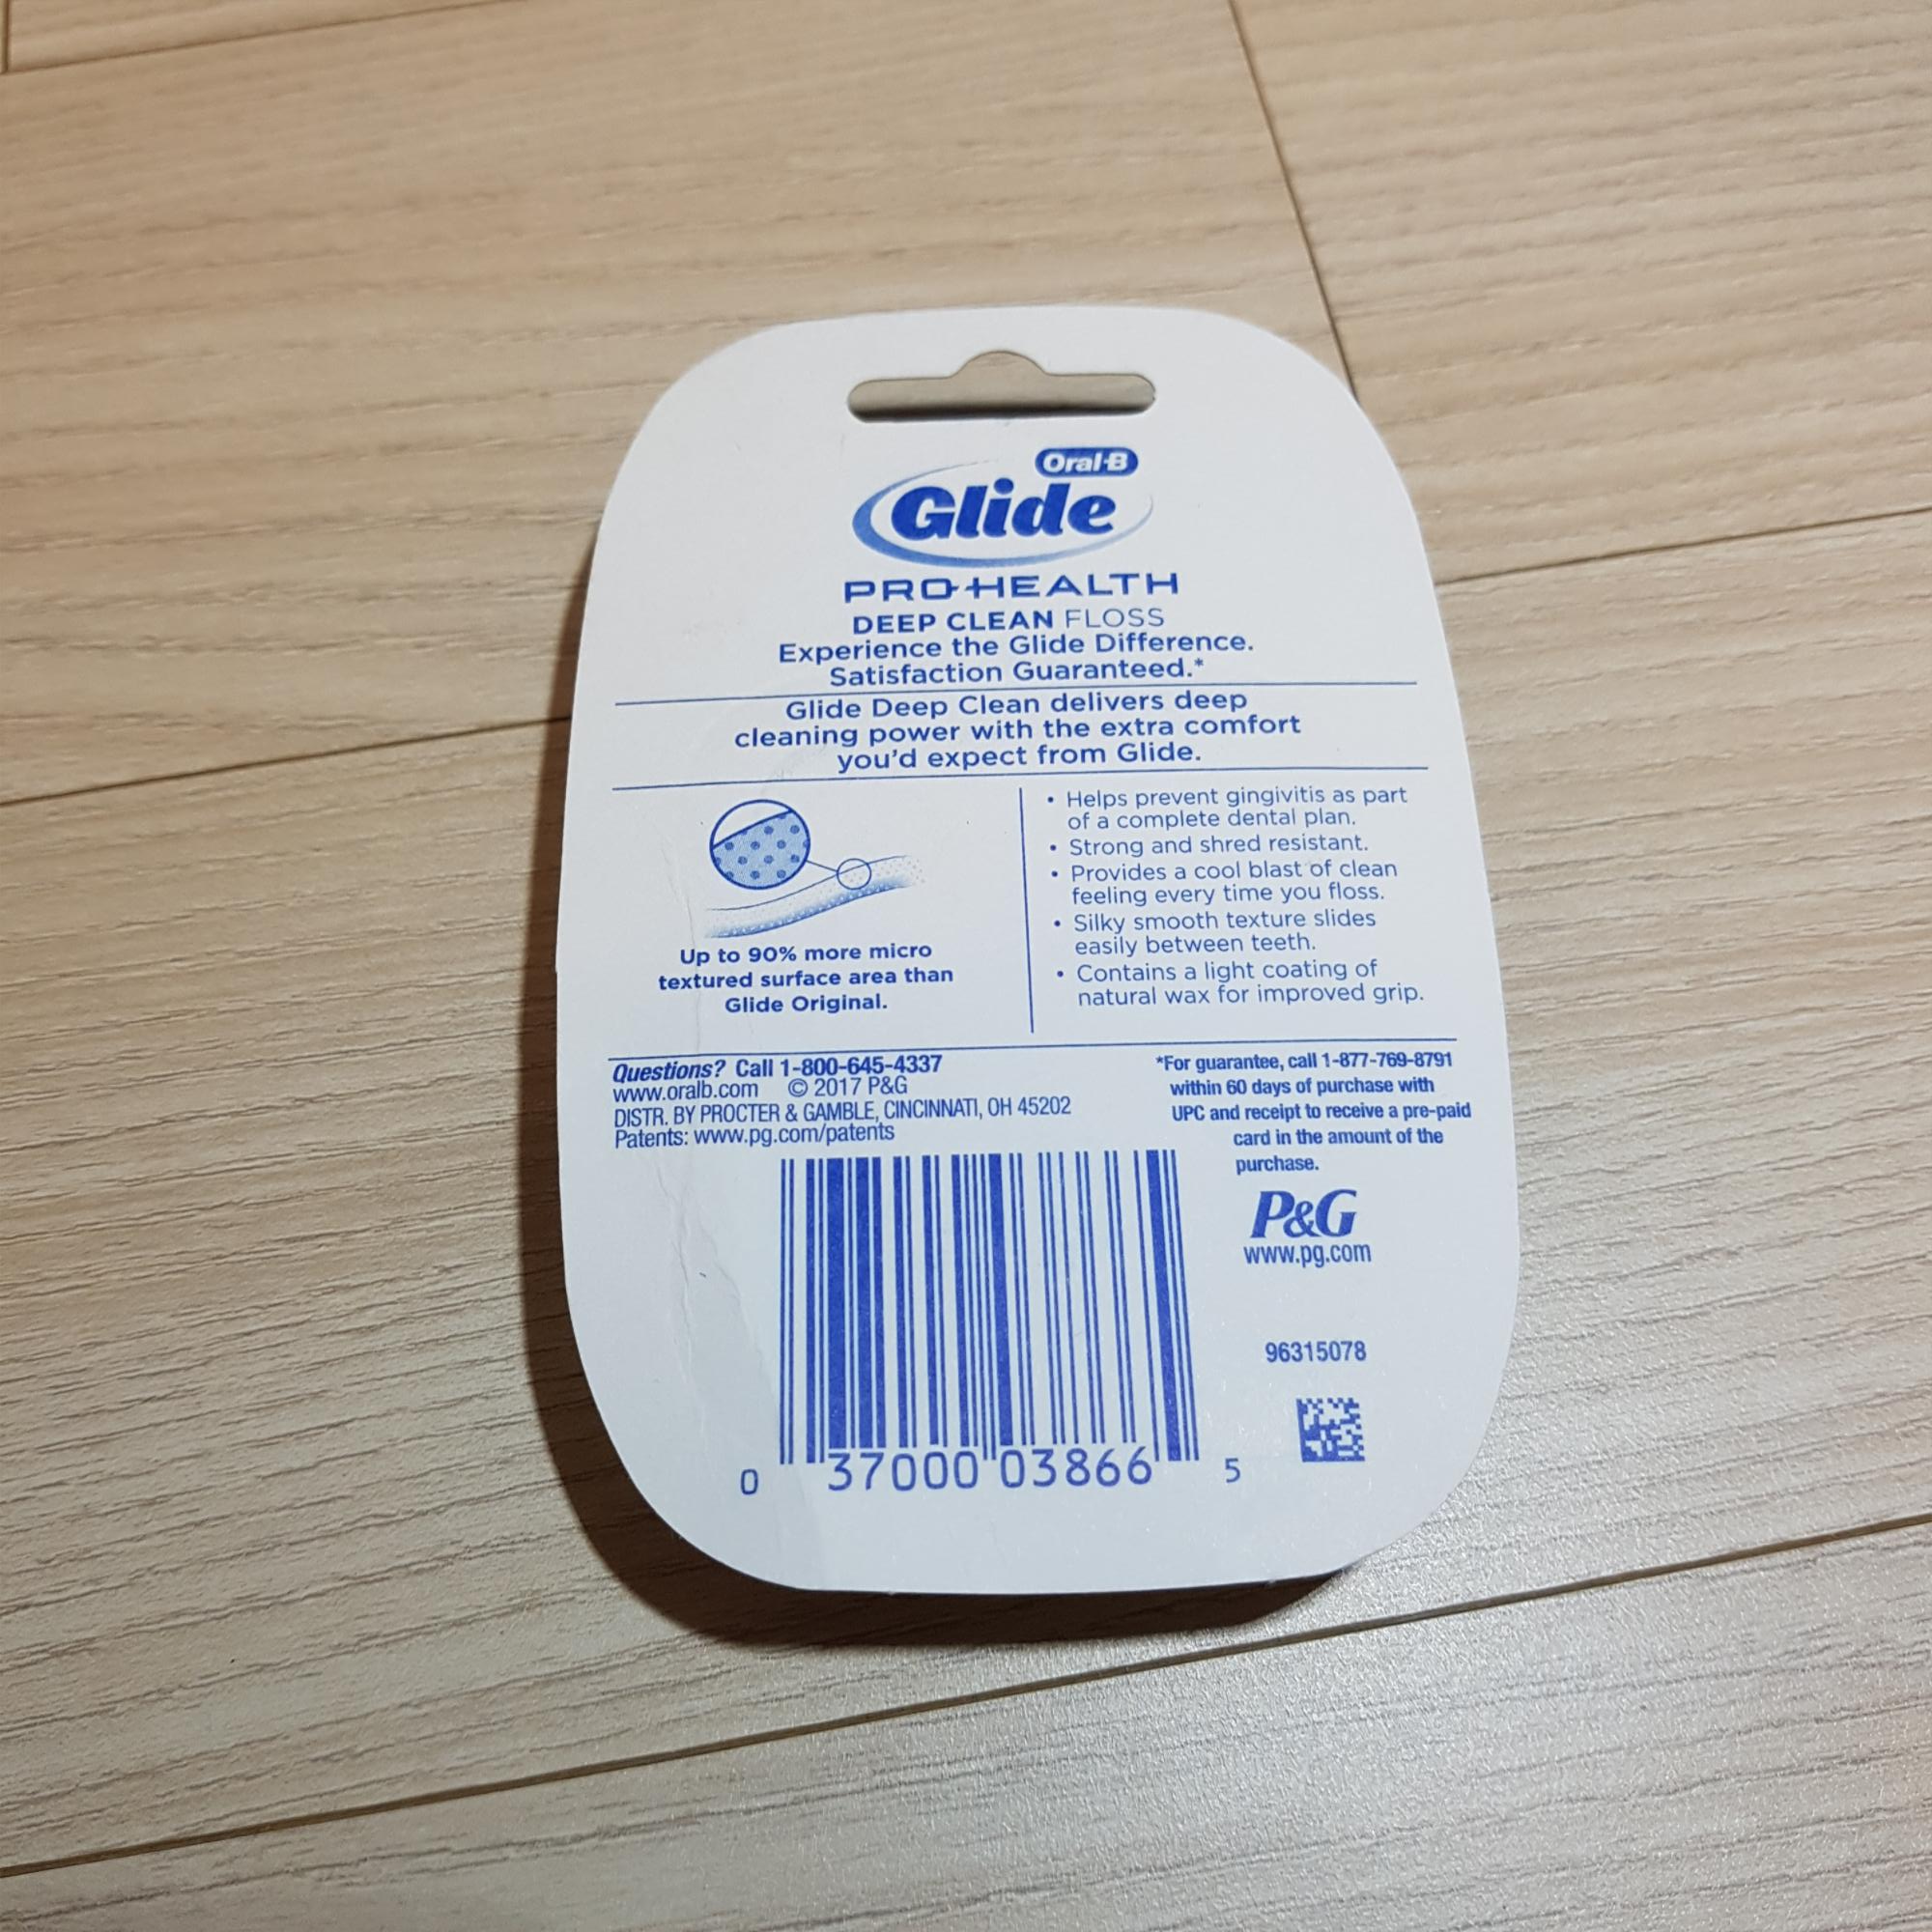 Oral-B
Glide
PRO-HEALTH
DEEP CLEAN FLOSS
Experience the Glide Difference.
Satisfaction Guaranteed.*
Glide Deep Clean delivers deep
cleaning power with the extra comfort
you'd expect from Glide.
Up to 90% more micro
textured surface area than
Glide Original.
• Helps prevent gingivitis as part
of a complete dental plan.
• Strong and shred resistant.
• Provides a cool blast of clean
feeling every time you floss.
• Silky smooth texture slides
easily between teeth.
• Contains a light coating of
natural wax for improved grip.
Questions? Call 1-800-645-4337
www.oralb.com © 2017 P&G
DISTR. BY PROCTER & GAMBLE, CINCINNATI, OH 45202
Patents: www.pg.com/patents
*For guarantee, call 1-877-769-8791
within 60 days of purchase with
UPC and receipt to receive a pre-paid
card in the amount of the
purchase.
P&G
www.pg.com
96315078
0 37000 03866 5